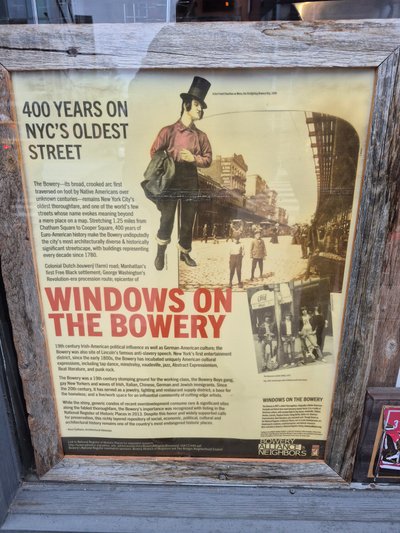 400 YEARS ON
NYC'S OLDEST
STREET
The Bowery—its broad, crooked arc first
traversed on foot by Native Americans over
unknown centuries—remains New York City's
oldest thoroughfare, and one of the world's few
streets whose name evokes meaning beyond
a mere place on a map. Stretching 1.25 miles from
Chatham Square to Cooper Square, 400 years of
Euro-American history make the Bowery undoubtedly
the city's most architecturally diverse & historically
significant streetscape, with buildings representing
every decade since 1780.
Colonial Dutch bouwerij (farm) road; Manhattan's
first Free Black settlement; George Washington's
Revolution-era procession route; epicenter of
WINDOWS ON
THE BOWERY
19th century Irish-American political influence as well as German-American culture; the
Bowery was also site of Lincoln's famous anti-slavery speech. New York's first entertainment
district, since the early 1800s, the Bowery has incubated uniquely American cultural
expressions, including tap dance, minstrelsy, vaudeville, jazz, Abstract Expressionism,
Beat literature, and punk rock.
The Bowery was a 19th century stomping ground for the working class, the Bowery Boys gang,
gay New Yorkers and waves of Irish, Italian, Chinese, German and Jewish immigrants. Since
the 20th century, it has served as a jewelry, lighting and restaurant supply district, a haven for
the homeless, and a
for an influential community of cutting edge artists.
While the shiny, generic condos of recent overdevelopment consume rare & significant sites
along the fabled thoroughfare, the Bowery's importance was recognized with listing in the
National Register of Historic Places in 2013. Despite this honor and widely supported calls
for preservation, this richly layered repository of social, economic, political, cultural and
architectural history remains one of the country's most endangered historic places.
WINDOWS ON THE BOWERY
BOWERY
ALLIANCE
NEIGHBORS